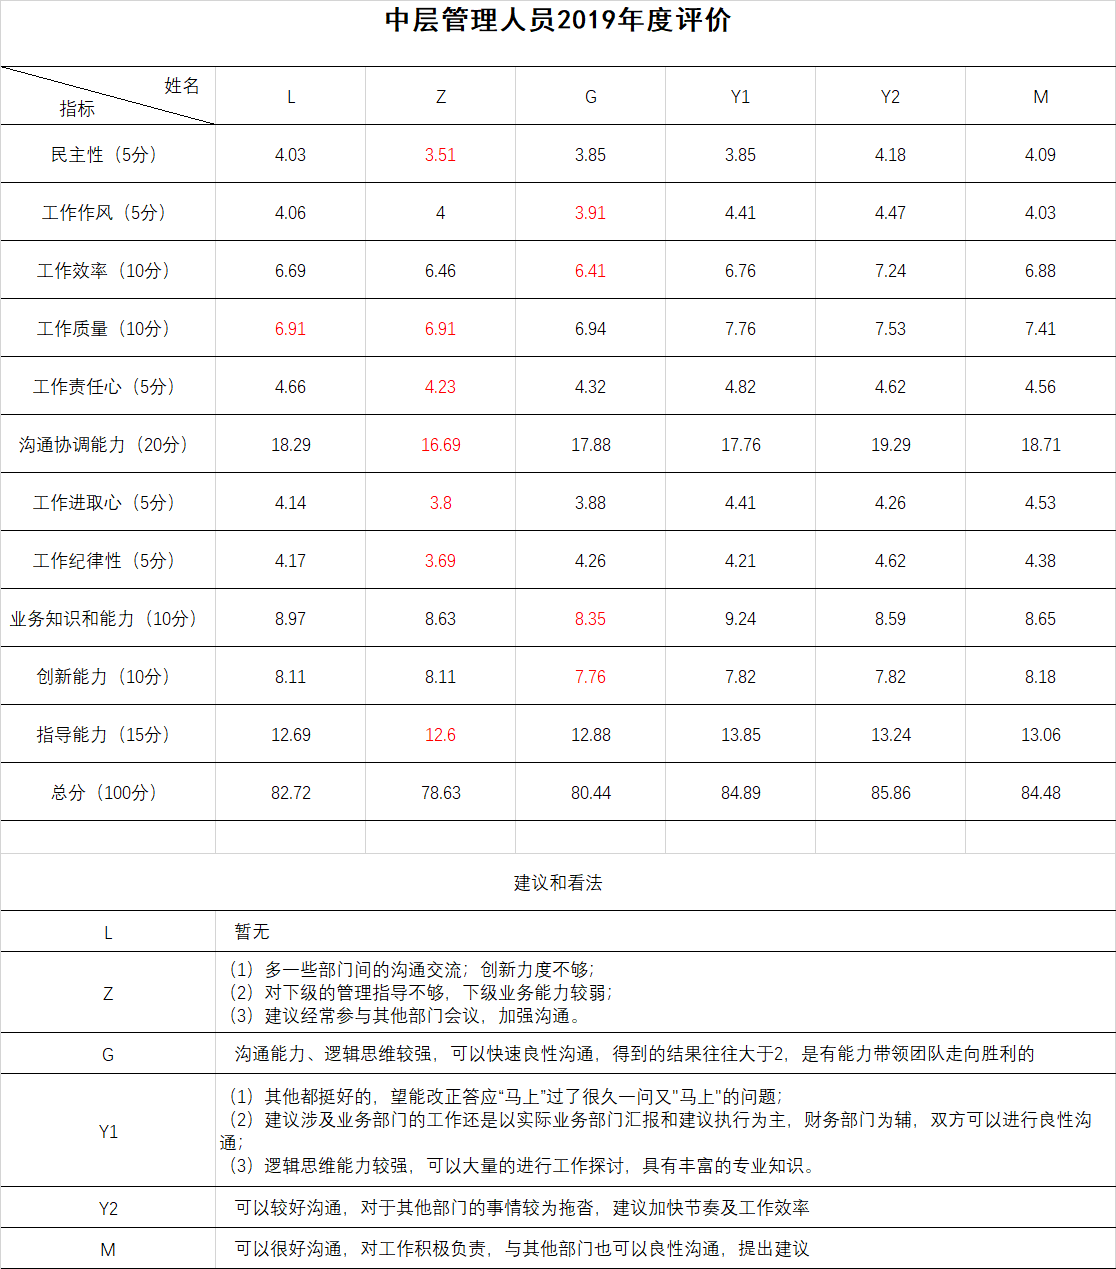 中层管理人员2019年度评价
姓名
指标
L Z G Y1 Y2 M
民主性（5分） 4.03 3.51 3.85 3.85 4.18 4.09
工作作风（5分） 4.06 4 3.91 4.41 4.47 4.03
工作效率（10分） 6.69 6.46 6.41 6.76 7.24 6.88
工作质量（10分） 6.91 6.91 6.94 7.76 7.53 7.41
工作责任心（5分） 4.66 4.23 4.32 4.82 4.62 4.56
沟通协调能力（20分） 18.29 16.69 17.88 17.76 19.29 18.71
工作进取心（5分） 4.14 3.8 3.88 4.41 4.26 4.53
工作纪律性（5分） 4.17 3.69 4.26 4.21 4.62 4.38
业务知识和能力（10分） 8.97 8.63 8.35 9.24 8.59 8.65
创新能力（10分） 8.11 8.11 7.76 7.82 7.82 8.18
指导能力（15分） 12.69 12.6 12.88 13.85 13.24 13.06
总分（100分） 82.72 78.63 80.44 84.89 85.86 84.48
建议和看法
L 暂无
Z
（1）多一些部门间的沟通交流；创新力度不够；
（2）对下级的管理指导不够，下级业务能力较弱；
（3）建议经常参与其他部门会议，加强沟通。
G 沟通能力、逻辑思维较强，可以快速良性沟通，得到的结果往往大于2，是有能力带领团队走向胜利的
Y1
（1）其他都挺好的，望能改正答应“马上”过了很久一问又"马上"的问题；
（2）建议涉及业务部门的工作还是以实际业务部门汇报和建议执行为主，财务部门为辅，双方可以进行良性沟
通；
（3）逻辑思维能力较强，可以大量的进行工作探讨，具有丰富的专业知识。
Y2 可以较好沟通，对于其他部门的事情较为拖沓，建议加快节奏及工作效率
M 可以很好沟通，对工作积极负责，与其他部门也可以良性沟通，提出建议